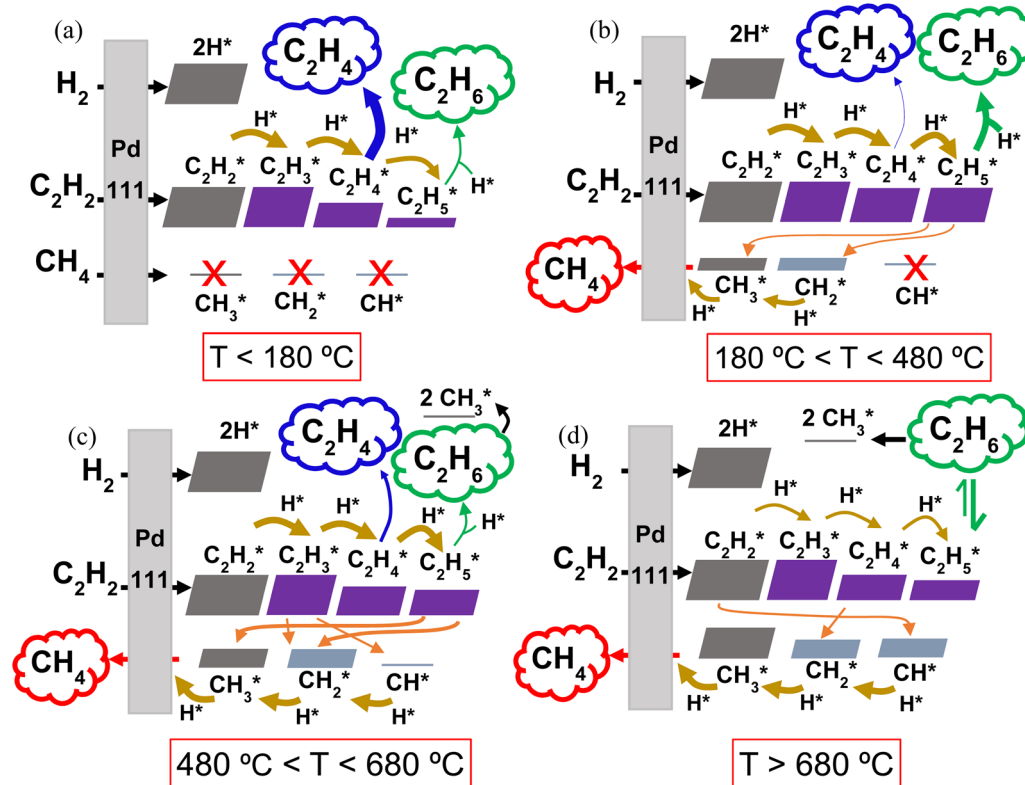 (a)
2H*
C₂H₄
C₂H₆
H₂
H*
H*
H*
Pd
C₂H₂* C₂H₃* C₂H₄* C₂H₅*
H*
C₂H₂
111
CH₄
X X X
CH₃* CH₂* CH*
T < 180 ºC
(b)
2H*
C₂H₄
C₂H₆
H₂
H* H* H* H*
Pd
C₂H₂* C₂H₃* C₂H₄* C₂H₅*
C₂H₂
111
CH₄
X
CH₃* CH₂* CH*
H* H*
180 ºC < T < 480 ºC
(c)
2 CH₃*
2H*
C₂H₄
C₂H₆
H₂
H* H* H* H*
Pd
C₂H₂* C₂H₃* C₂H₄* C₂H₅*
C₂H₂
111
CH₄
CH₃* CH₂* CH*
H* H* H*
480 ºC < T < 680 ºC
(d)
2 CH₃*
2H*
C₂H₆
H₂
H* H* H*
Pd
C₂H₂* C₂H₃* C₂H₄* C₂H₅*
C₂H₂
111
CH₄
CH₃* CH₂* CH*
H* H* H*
T > 680 ºC